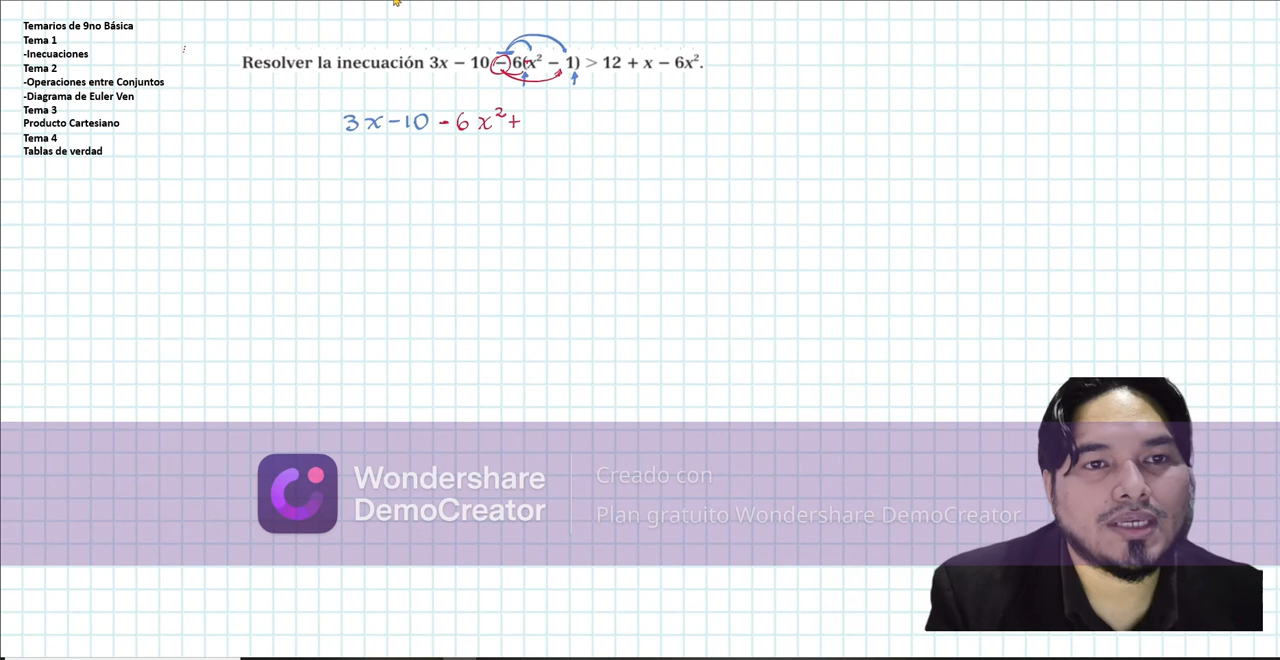 Temarios de 9no Básica
Tema 1
-Inecuaciones
Tema 2
-Operaciones entre Conjuntos
-Diagrama de Euler Ven
Tema 3
Producto Cartesiano
Tema 4
Tablas de verdad
Resolver la inecuación 3x − 10 − 6(x² − 1) > 12 + x − 6x².
3x − 10 − 6x² +
Wondershare
DemoCreator
Creado con
Plan gratuito Wondershare DemoCreator